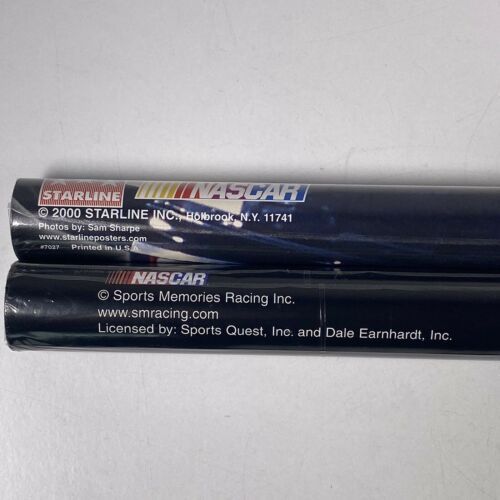 STARLINE NASCAR
© 2000 STARLINE INC., Holbrook, N.Y. 11741
Photos by: Sam Sharpe
www.starlineposters.com
#7027 Printed in U.S.A.
NASCAR
© Sports Memories Racing Inc.
www.smracing.com
Licensed by: Sports Quest, Inc. and Dale Earnhardt, Inc.